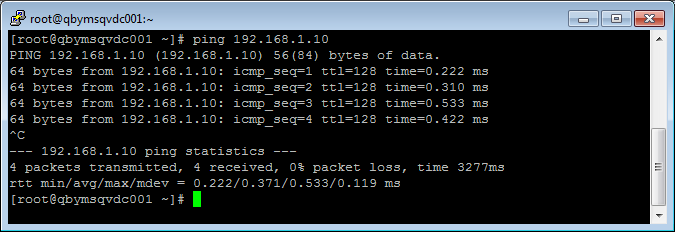 root@qbymsqvdc001:~
[root@qbymsqvdc001 ~]# ping 192.168.1.10
PING 192.168.1.10 (192.168.1.10) 56(84) bytes of data.
64 bytes from 192.168.1.10: icmp_seq=1 ttl=128 time=0.222 ms
64 bytes from 192.168.1.10: icmp_seq=2 ttl=128 time=0.310 ms
64 bytes from 192.168.1.10: icmp_seq=3 ttl=128 time=0.533 ms
64 bytes from 192.168.1.10: icmp_seq=4 ttl=128 time=0.422 ms
^C
--- 192.168.1.10 ping statistics ---
4 packets transmitted, 4 received, 0% packet loss, time 3277ms
rtt min/avg/max/mdev = 0.222/0.371/0.533/0.119 ms
[root@qbymsqvdc001 ~]#